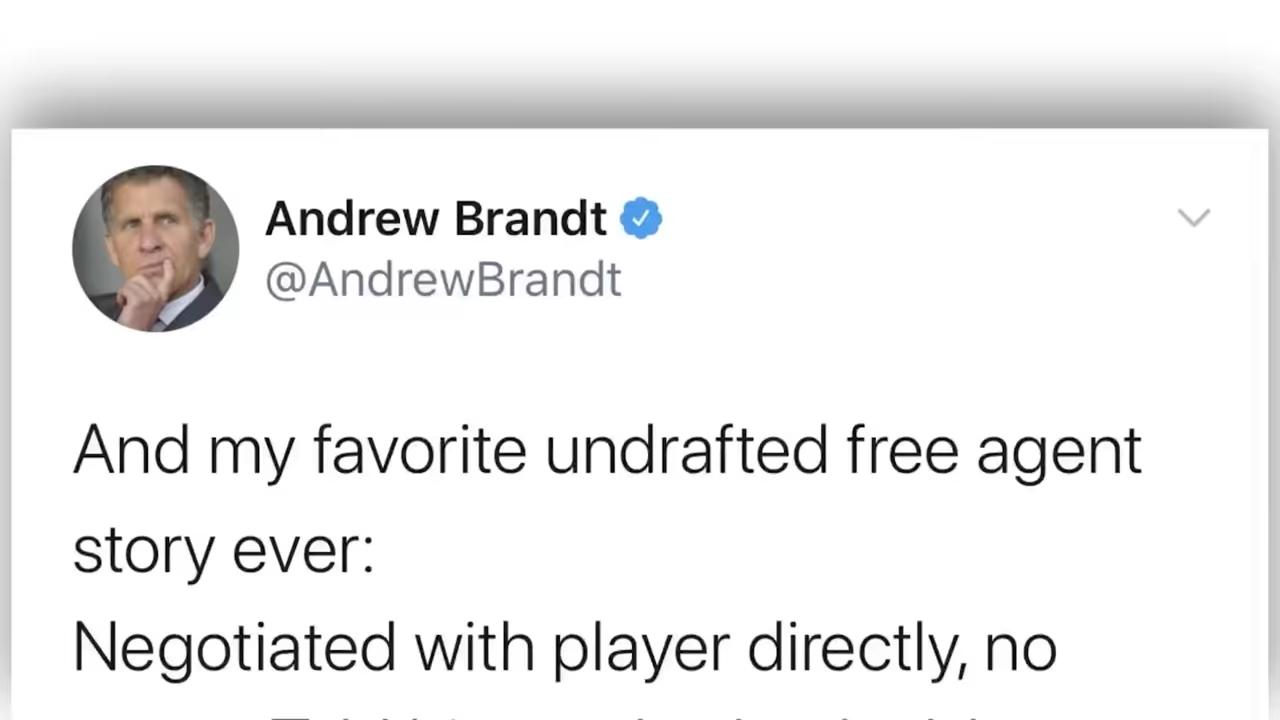 Andrew Brandt
@AndrewBrandt
And my favorite undrafted free agent
story ever:
Negotiated with player directly, no